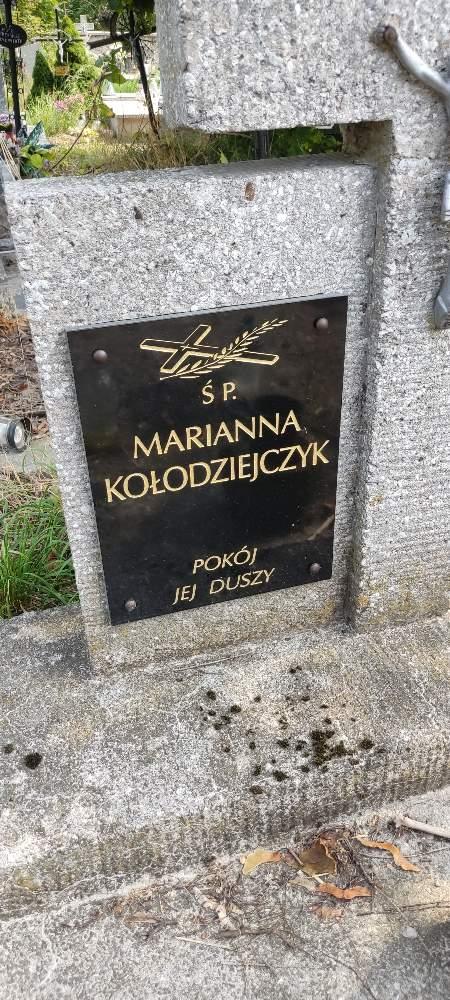 Ś P.
MARIANNA
KOŁODZIEJCZYK
POKÓJ
JEJ DUSZY